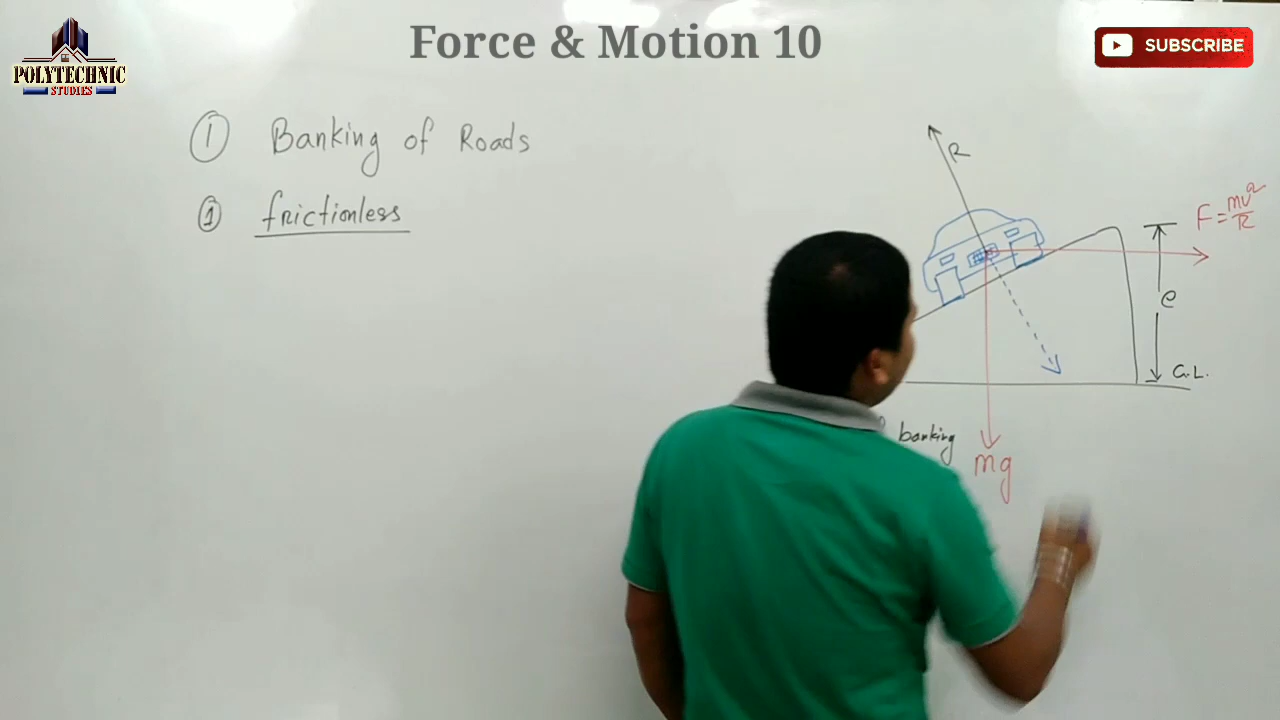 Force & Motion 10
POLYTECHNIC
STUDIES
SUBSCRIBE
① Banking of Roads
① frictionless
R
F = mv²/R
e
G.L.
banking
mg